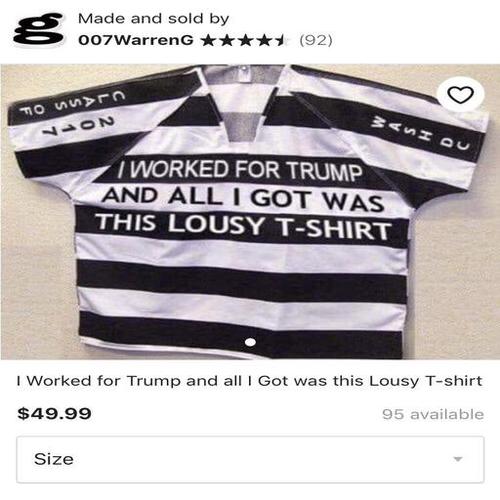 g
Made and sold by
007WarrenG ★★★★⯨ (92)
CLASS OF
2017
WASH DC
I WORKED FOR TRUMP
AND ALL I GOT WAS
THIS LOUSY T-SHIRT
I Worked for Trump and all I Got was this Lousy T-shirt
$49.99
95 available
Size